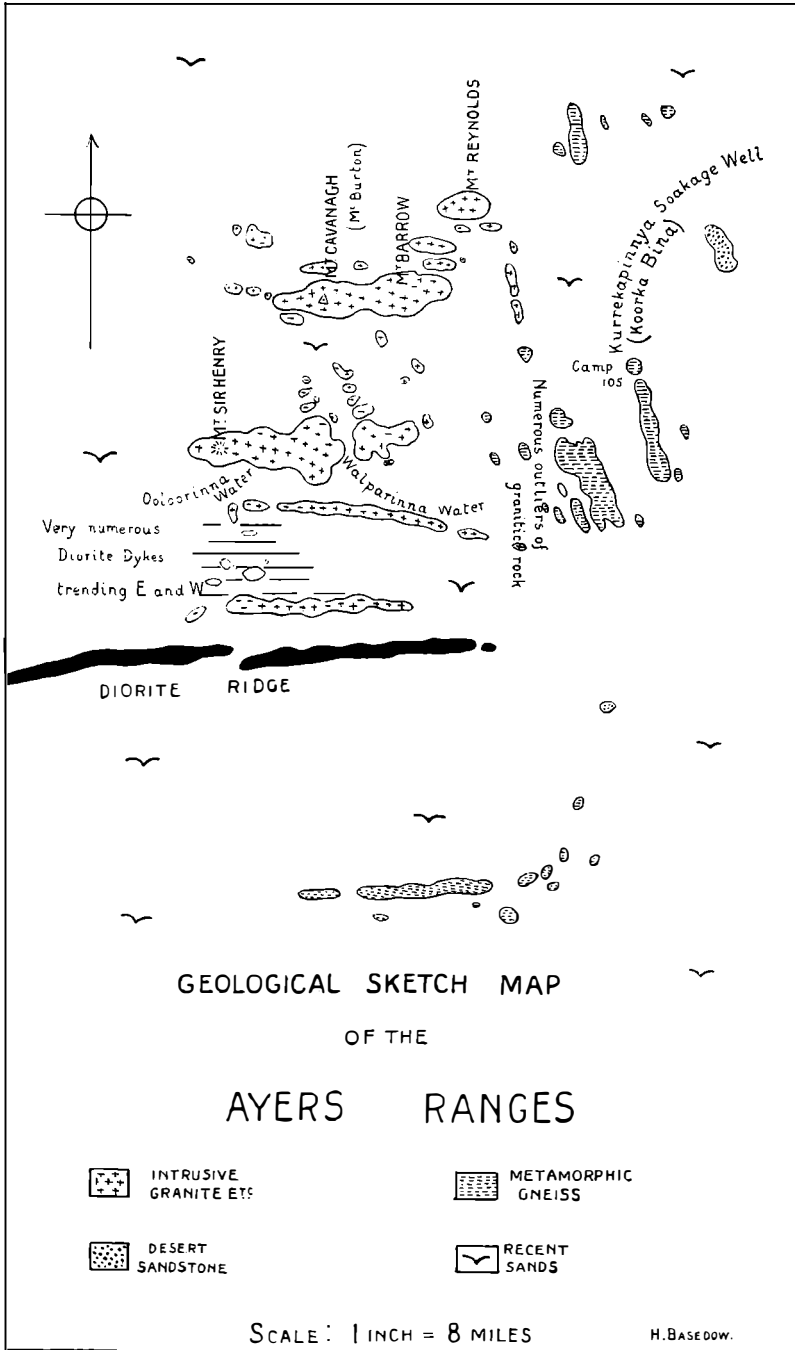 Mᵀ REYNOLDS
Mᵀ CAVANAGH
(Mᵗ Burton)
Mᵀ BARROW
Kurrekapinnya Soakage Well
(Koorka Bina)
Camp
105
Mᵀ SIR HENRY
Numerous outliers of
granitic rock
Water
Walparinna Water
Very numerous
Diorite Dykes
trending E and W
DIORITE RIDGE
GEOLOGICAL SKETCH MAP
OF THE
AYERS RANGES
INTRUSIVE
GRANITE ETC
METAMORPHIC
GNEISS
DESERT
SANDSTONE
RECENT
SANDS
SCALE: 1 INCH = 8 MILES
H. BASEDOW.